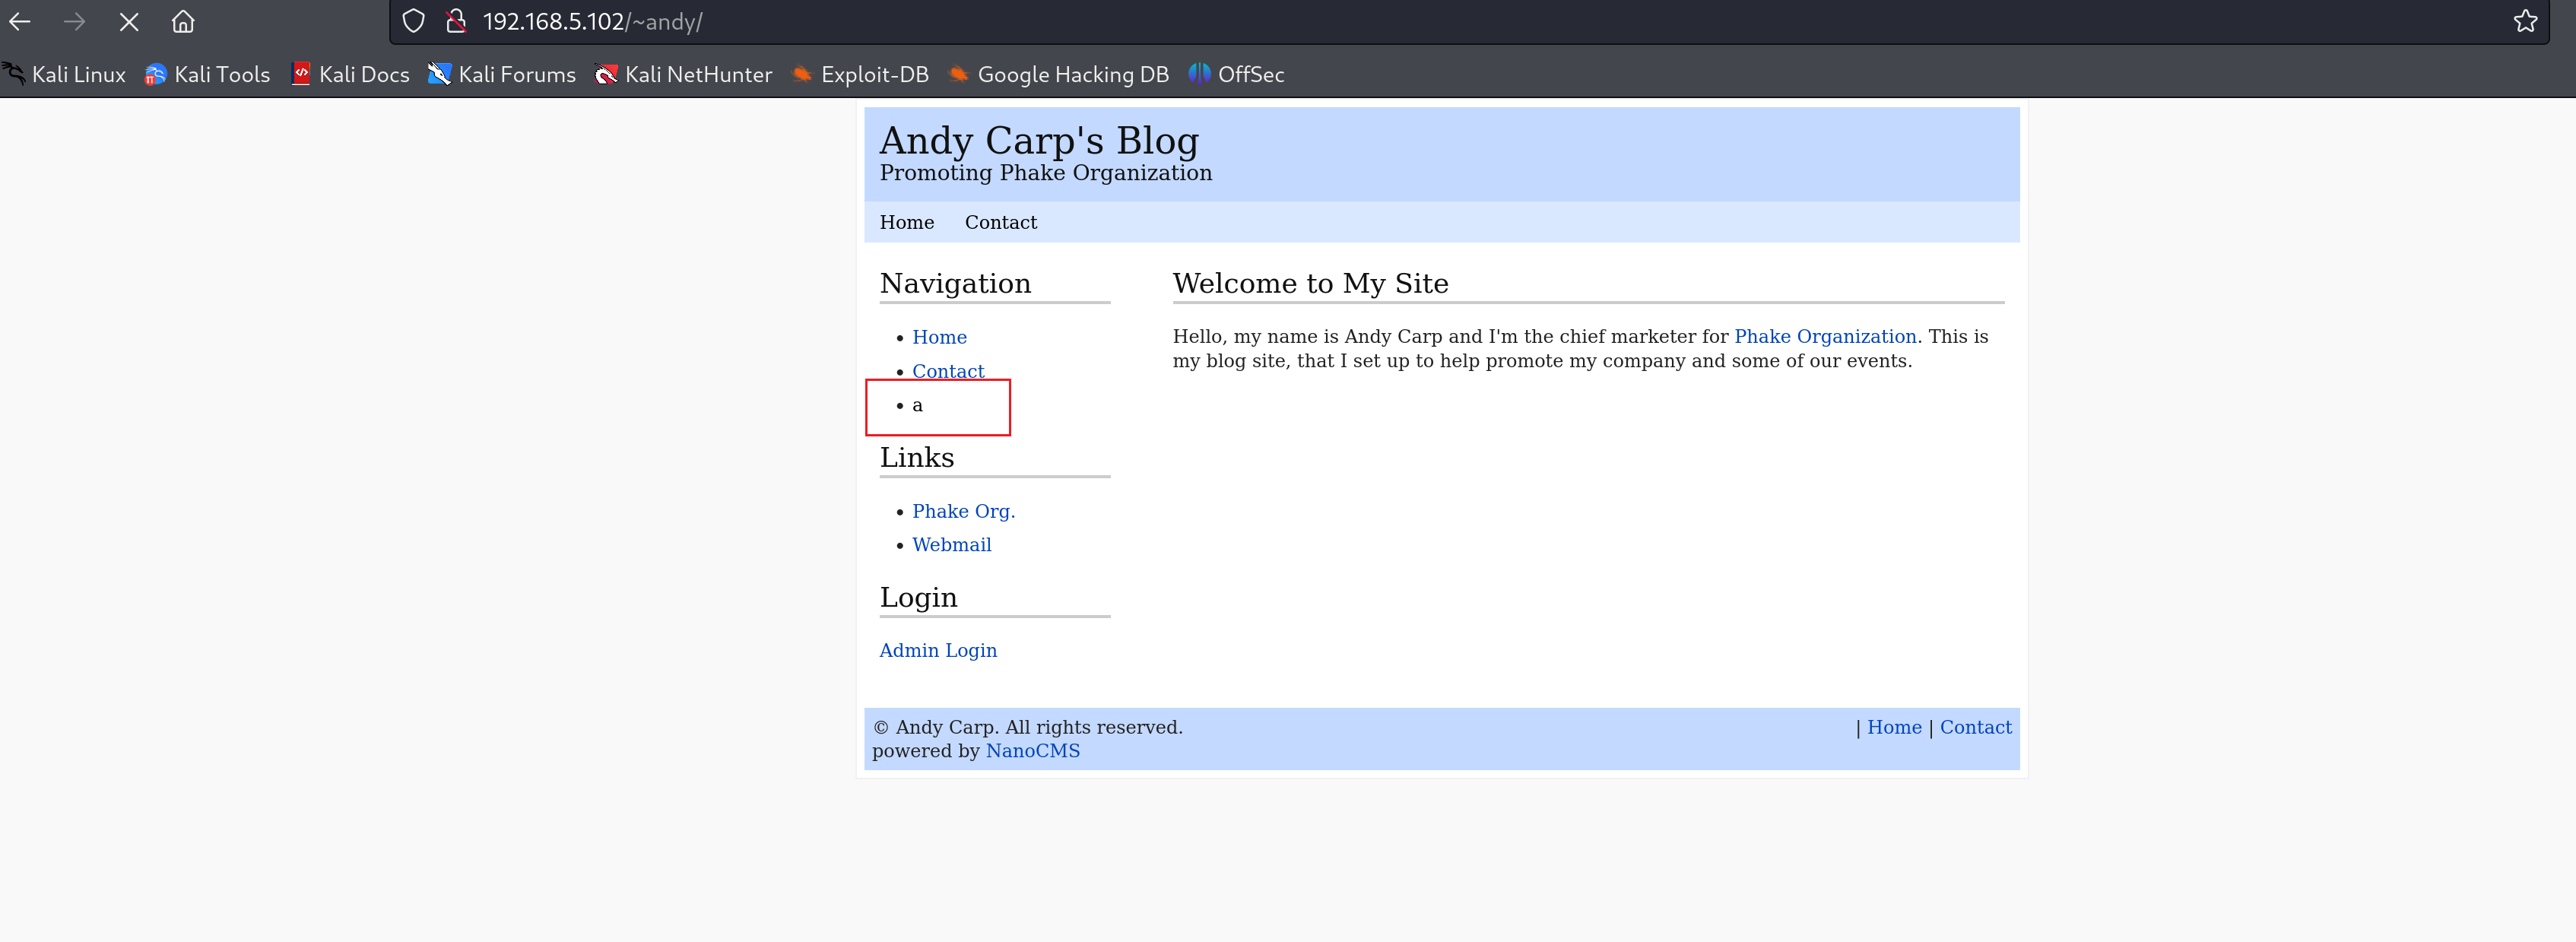 192.168.5.102/~andy/
Kali Linux Kali Tools Kali Docs Kali Forums Kali NetHunter Exploit-DB Google Hacking DB OffSec
Andy Carp's Blog
Promoting Phake Organization
Home Contact
Navigation
Home
Contact
a
Links
Phake Org.
Webmail
Login
Admin Login
Welcome to My Site
Hello, my name is Andy Carp and I'm the chief marketer for Phake Organization. This is
my blog site, that I set up to help promote my company and some of our events.
© Andy Carp. All rights reserved.
powered by NanoCMS
| Home | Contact